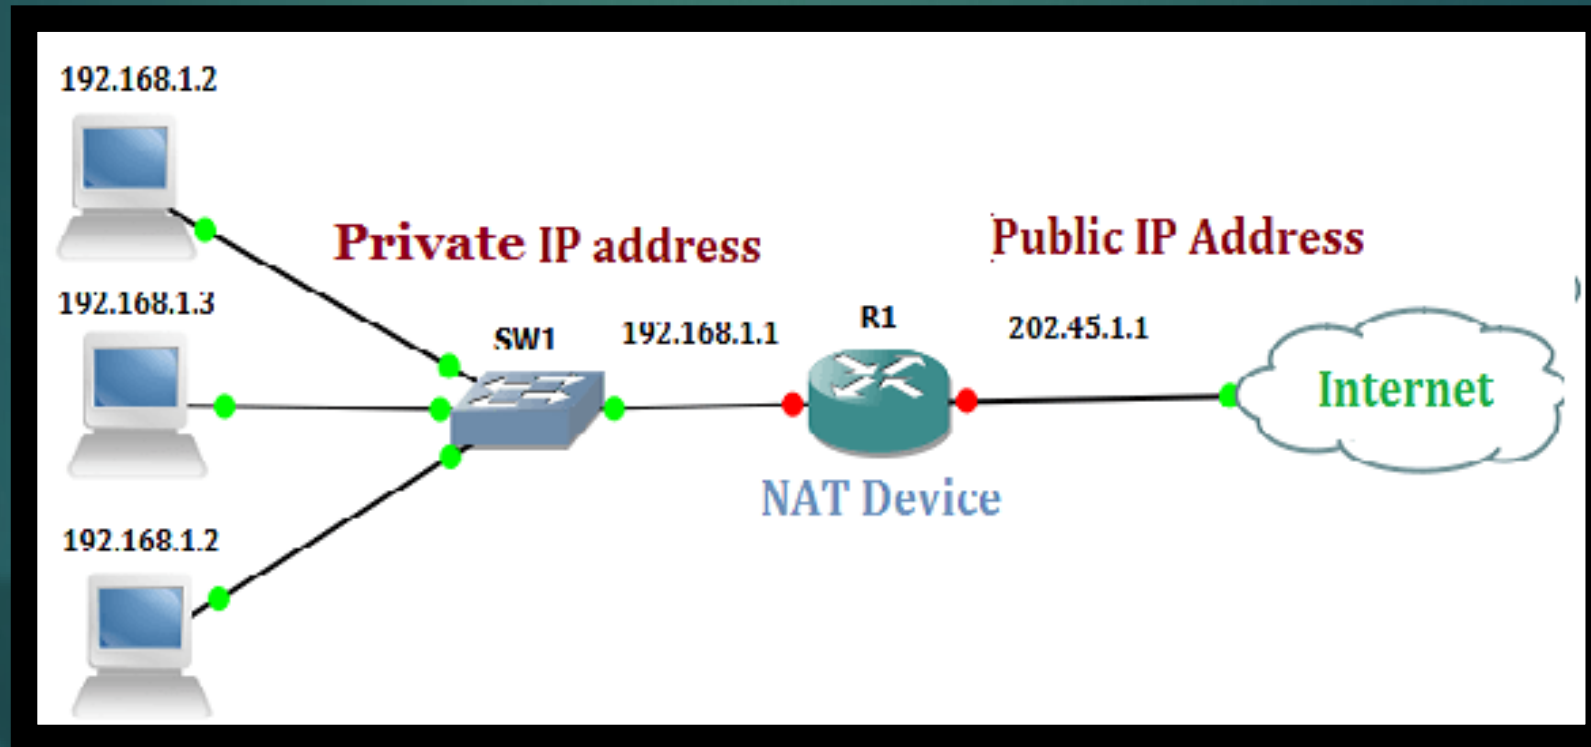 192.168.1.2
Private IP address
Public IP Address
192.168.1.3
SW1
192.168.1.1
R1
202.45.1.1
Internet
NAT Device
192.168.1.2